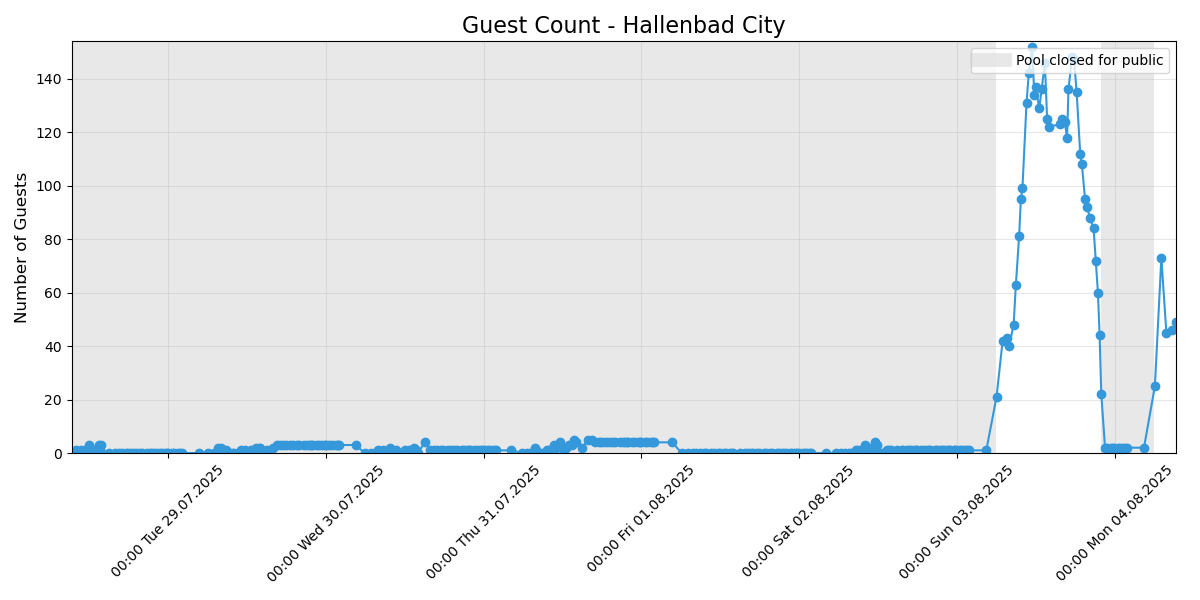 Guest Count - Hallenbad City
Pool closed for public
Number of Guests
140
120
100
80
60
40
20
0
00:00 Tue 29.07.2025
00:00 Wed 30.07.2025
00:00 Thu 31.07.2025
00:00 Fri 01.08.2025
00:00 Sat 02.08.2025
00:00 Sun 03.08.2025
00:00 Mon 04.08.2025